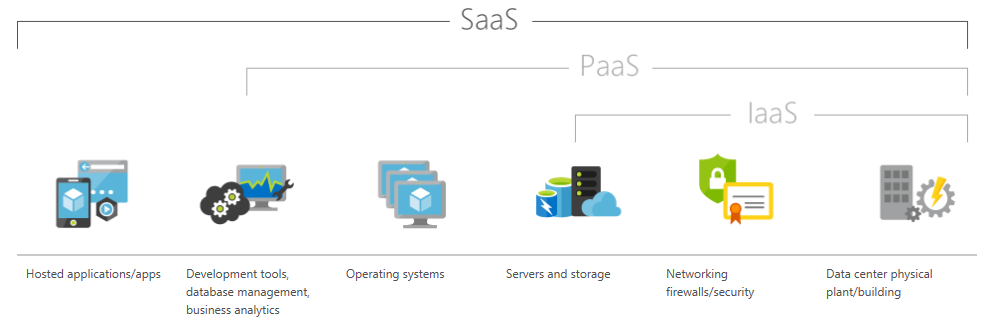 SaaS
PaaS
IaaS
Hosted applications/apps
Development tools,
database management,
business analytics
Operating systems
Servers and storage
Networking
firewalls/security
Data center physical
plant/building